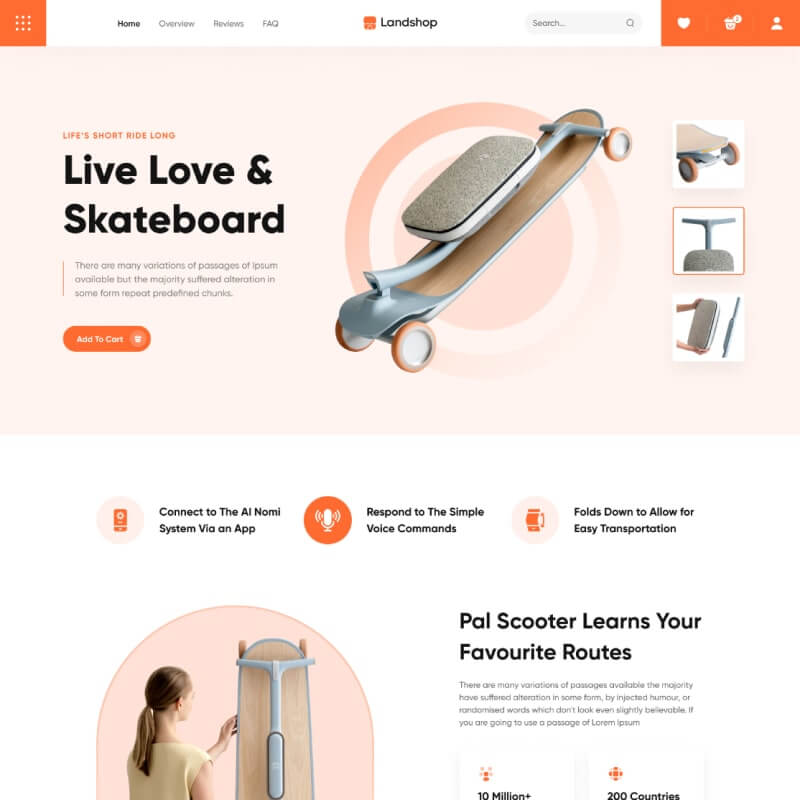 Home Overview Reviews FAQ
Landshop
Search...
2
LIFE'S SHORT RIDE LONG
Live Love &
Skateboard
There are many variations of passages of Ipsum
available but the majority suffered alteration in
some form repeat predefined chunks.
Add To Cart
Connect to The AI Nomi
System Via an App
Respond to The Simple
Voice Commands
Folds Down to Allow for
Easy Transportation
Pal Scooter Learns Your
Favourite Routes
There are many variations of passages available the majority
have suffered alteration in some form, by injected humour, or
randomised words which don't look even slightly believable. If
you are going to use a passage of Lorem Ipsum
10 Million+
200 Countries